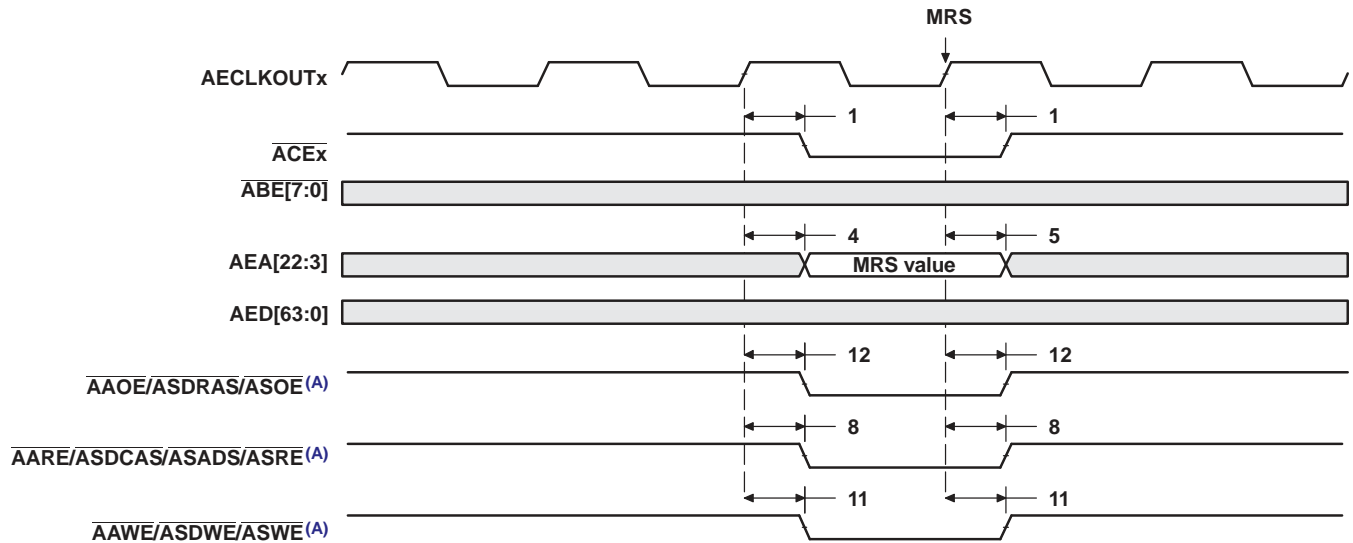 MRS
AECLKOUTx
1 1
ACEx
ABE[7:0]
4 5
AEA[22:3] MRS value
AED[63:0]
12 12
AAOE/ASDRAS/ASOE(A)
8 8
AARE/ASDCAS/ASADS/ASRE(A)
11 11
AAWE/ASDWE/ASWE(A)